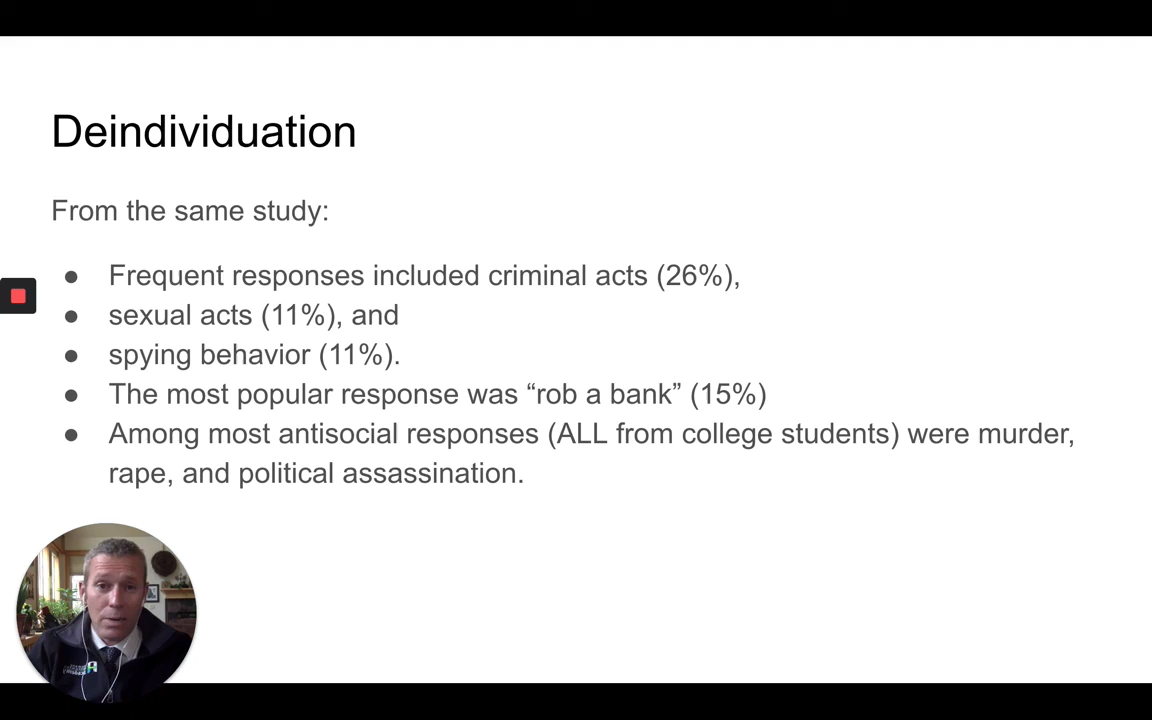 Deindividuation
From the same study:
● Frequent responses included criminal acts (26%),
● sexual acts (11%), and
● spying behavior (11%).
● The most popular response was “rob a bank” (15%)
● Among most antisocial responses (ALL from college students) were murder,
rape, and political assassination.